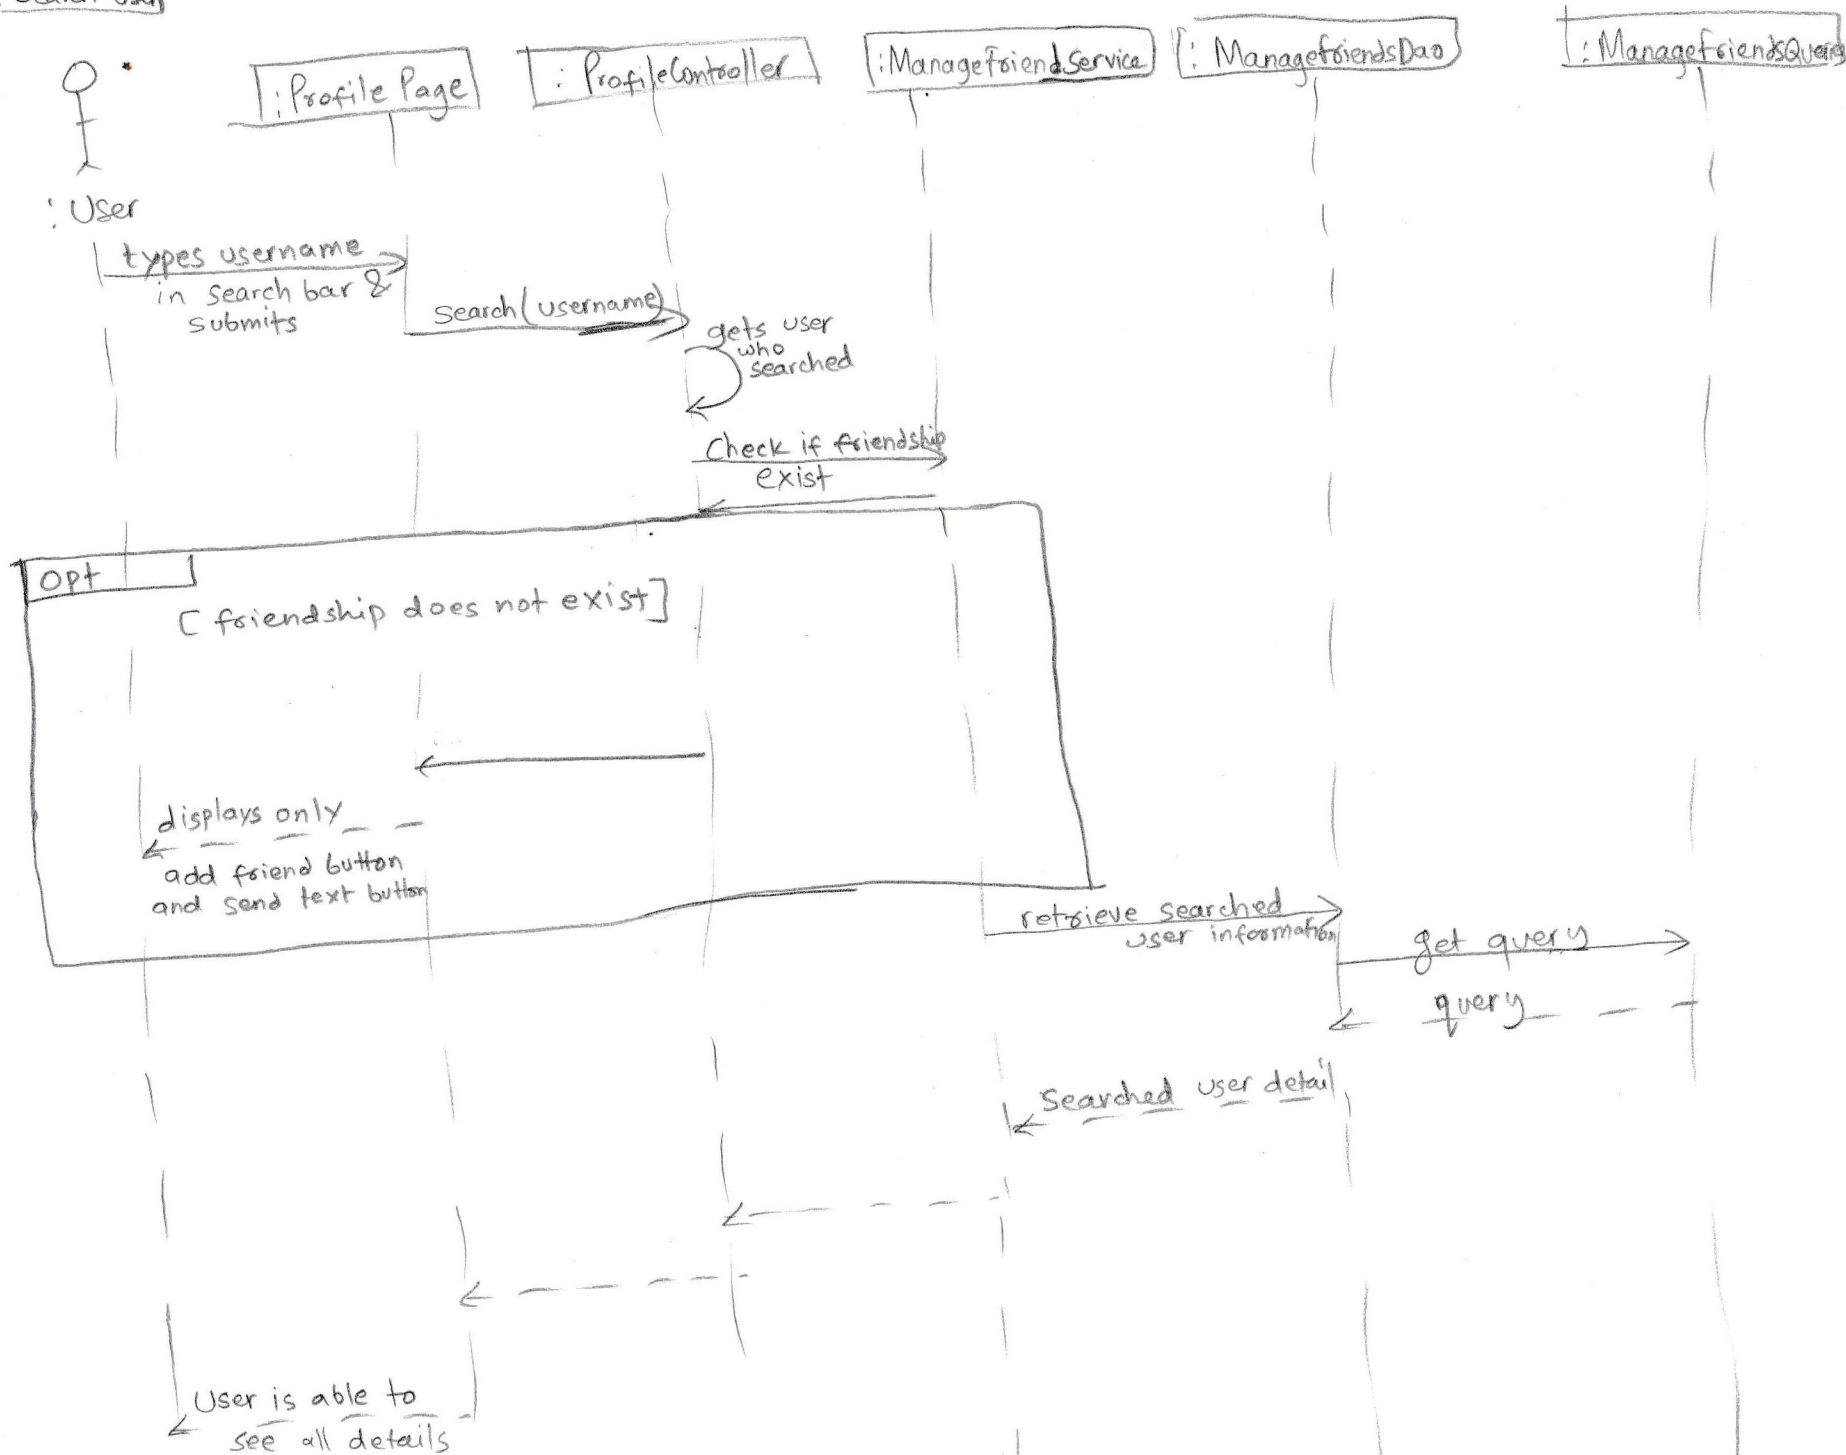 : Profile Page
: ProfileController
:ManageFriendService
: ManagefriendsDao
: ManagefriendsQueries
: User
types username
in search bar &
submits
Search(username)
gets user
who
searched
Check if friendship
exist
opt
[friendship does not exist]
displays only
add friend button
and send text button
retrieve searched
user information
get query
query
Searched user detail
User is able to
see all details